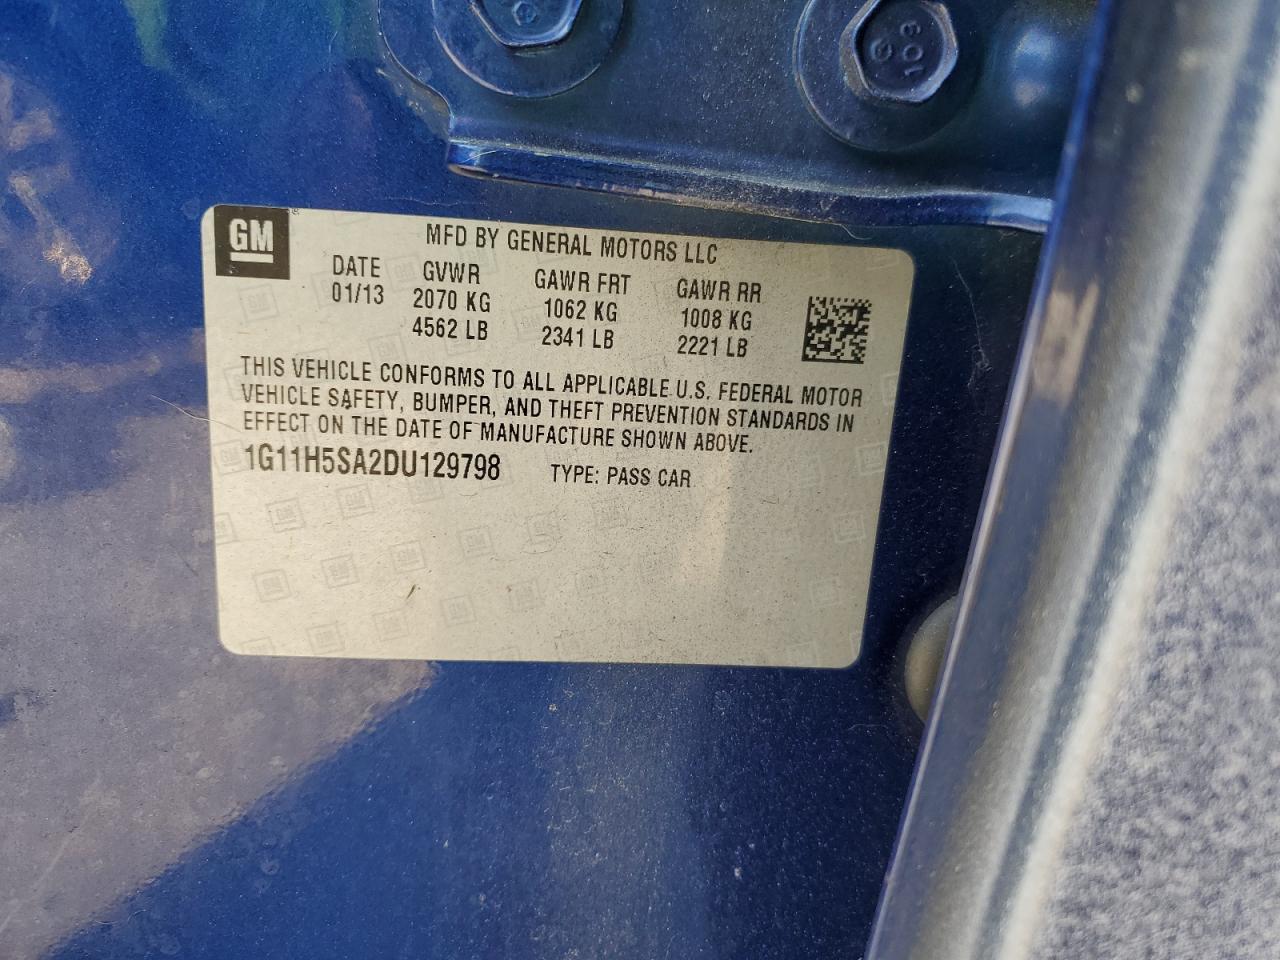 103
GM
MFD BY GENERAL MOTORS LLC
DATE GVWR GAWR FRT GAWR RR
01/13 2070 KG 1062 KG 1008 KG
4562 LB 2341 LB 2221 LB
THIS VEHICLE CONFORMS TO ALL APPLICABLE U.S. FEDERAL MOTOR
VEHICLE SAFETY, BUMPER, AND THEFT PREVENTION STANDARDS IN
EFFECT ON THE DATE OF MANUFACTURE SHOWN ABOVE.
1G11H5SA2DU129798 TYPE: PASS CAR